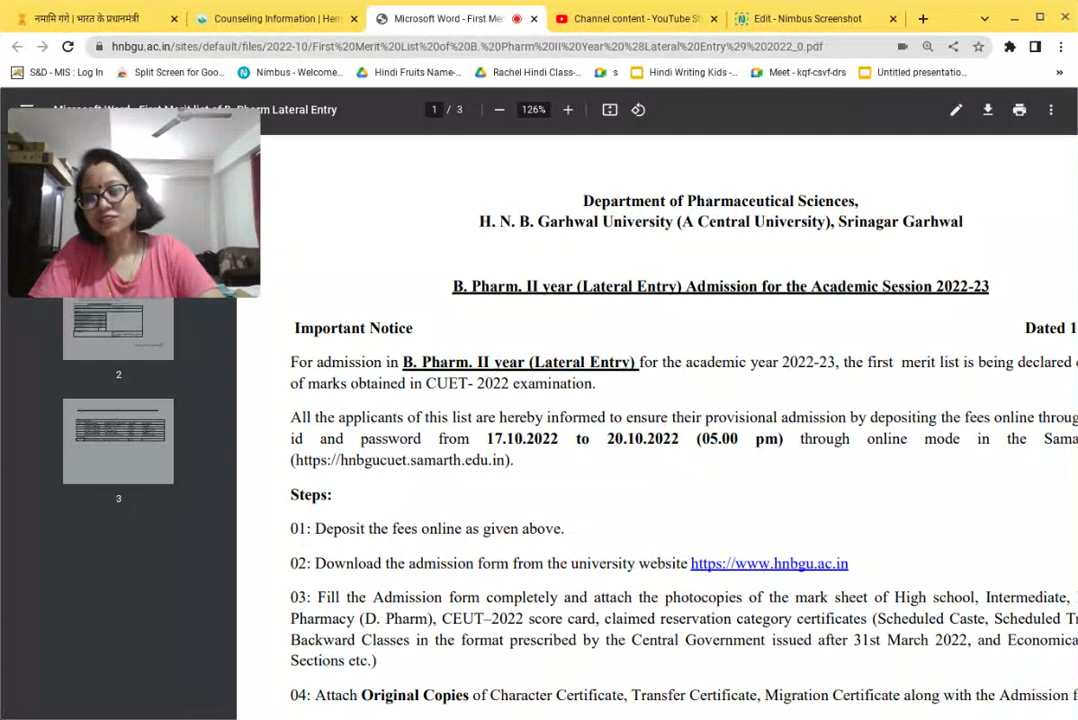 नमामि गंगे | भारत के प्रधानमंत्री
Counseling Information | Hem
Microsoft Word - First Mer
Channel content - YouTube St
Edit - Nimbus Screenshot
hnbgu.ac.in/sites/default/files/2022-10/First%20Merit%20List%20of%20B.%20Pharm%20II%20Year%20%28Lateral%20Entry%29%202022_0.pdf
S&D - MIS : Log In
Split Screen for Goo...
Nimbus - Welcome...
Hindi Fruits Name-...
Rachel Hindi Class-...
s
Hindi Writing Kids -...
Meet - kqf-csvf-drs
Untitled presentatio...
»
Microsoft Word - First Merit list of B. Pharm Lateral Entry
1 / 3
126%
2
3
Department of Pharmaceutical Sciences,
H. N. B. Garhwal University (A Central University), Srinagar Garhwal
B. Pharm. II year (Lateral Entry) Admission for the Academic Session 2022-23
Important Notice Dated 1
For admission in B. Pharm. II year (Lateral Entry) for the academic year 2022-23, the first merit list is being declared
of marks obtained in CUET- 2022 examination.
All the applicants of this list are hereby informed to ensure their provisional admission by depositing the fees online throug
id and password from 17.10.2022 to 20.10.2022 (05.00 pm) through online mode in the Sama
(https://hnbgucuet.samarth.edu.in).
Steps:
01: Deposit the fees online as given above.
02: Download the admission form from the university website https://www.hnbgu.ac.in
03: Fill the Admission form completely and attach the photocopies of the mark sheet of High school, Intermediate,
Pharmacy (D. Pharm), CEUT–2022 score card, claimed reservation category certificates (Scheduled Caste, Scheduled Tr
Backward Classes in the format prescribed by the Central Government issued after 31st March 2022, and Economica
Sections etc.)
04: Attach Original Copies of Character Certificate, Transfer Certificate, Migration Certificate along with the Admission f